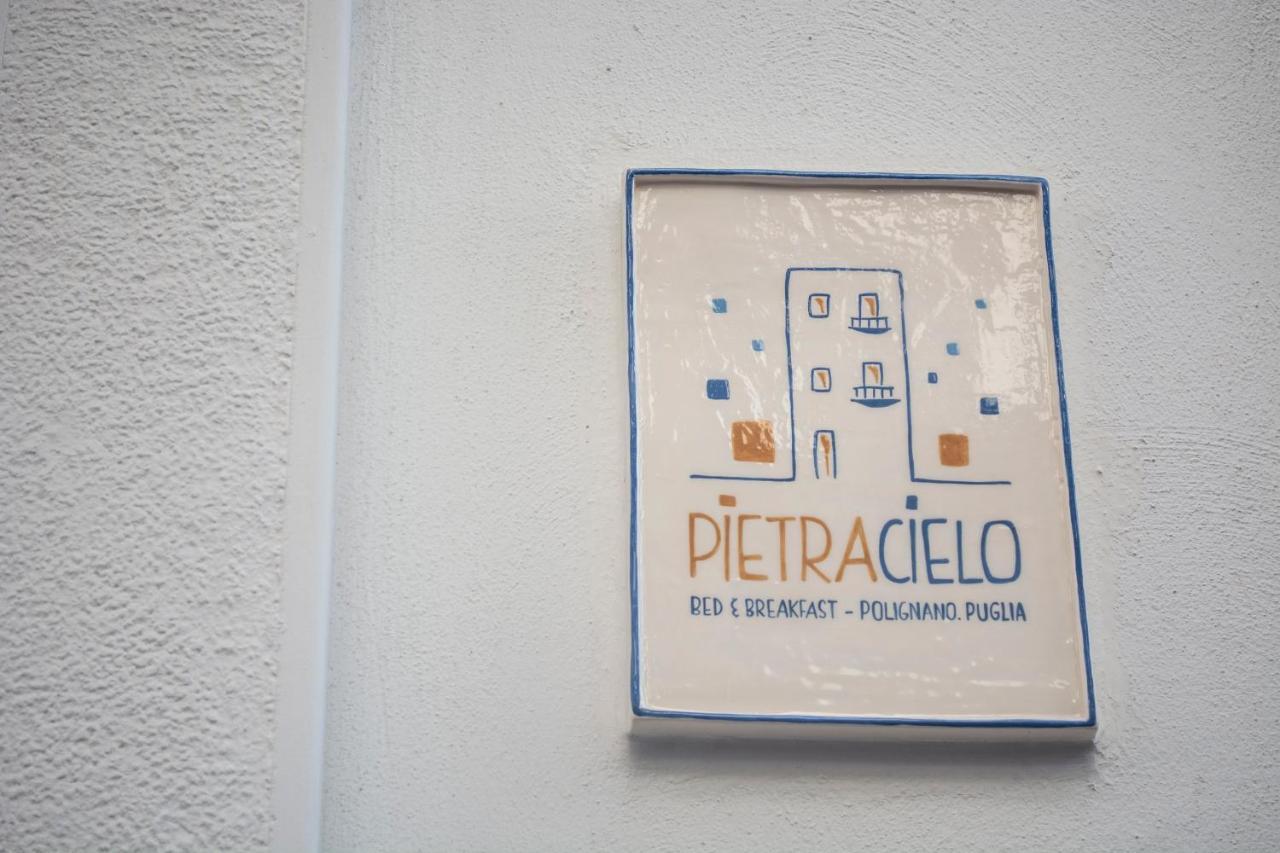 PIETRACIELO
BED & BREAKFAST - POLIGNANO. PUGLIA